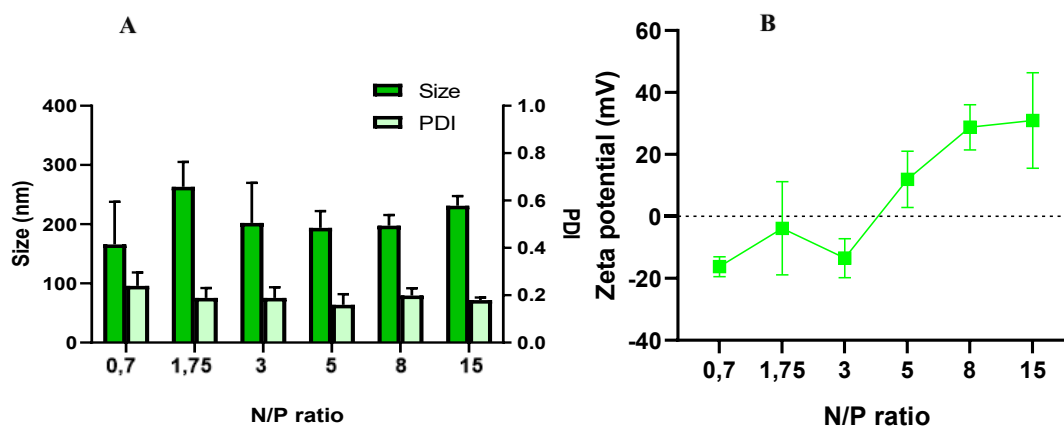 A
Size
PDI
400
300
200
100
0
Size (nm)
1.0
0.8
0.6
0.4
0.2
0.0
PDI
0,7 1,75 3 5 8 15
N/P ratio
B
60
40
20
0
-20
-40
Zeta potential (mV)
0,7 1,75 3 5 8 15
N/P ratio